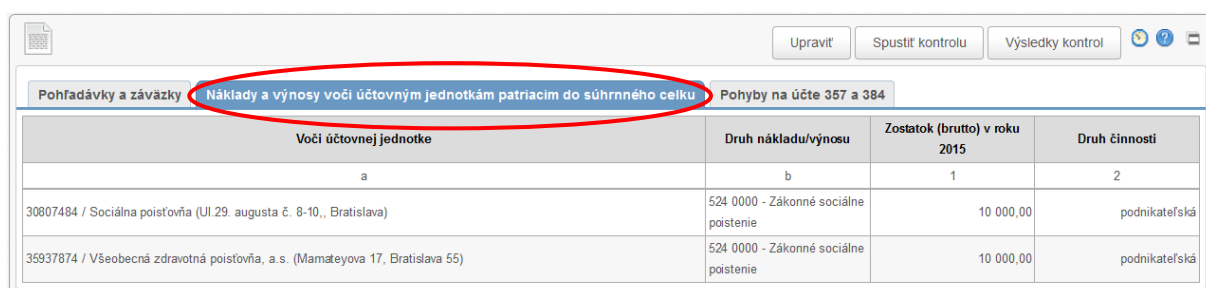 Upraviť Spustiť kontrolu Výsledky kontrol
Pohľadávky a záväzky Náklady a výnosy voči účtovným jednotkám patriacim do súhrnného celku Pohyby na účte 357 a 384
Voči účtovnej jednotke Druh nákladu/výnosu Zostatok (brutto) v roku 2015 Druh činnosti
a b 1 2
30807484 / Sociálna poisťovňa (Ul.29. augusta č. 8-10,, Bratislava) 524 0000 - Zákonné sociálne poistenie 10 000,00 podnikateľská
35937874 / Všeobecná zdravotná poisťovňa, a.s. (Mamateyova 17, Bratislava 55) 524 0000 - Zákonné sociálne poistenie 10 000,00 podnikateľská